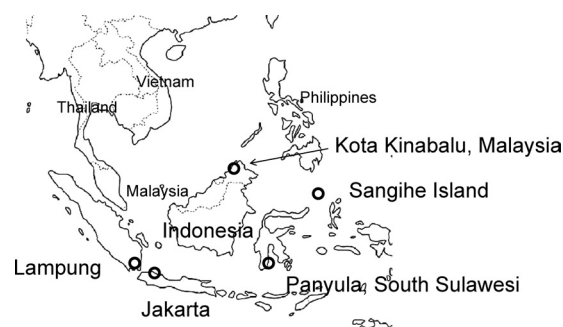 Vietnam
Philippines
Thailand
Kota Kinabalu, Malaysia
Malaysia
Sangihe Island
Indonesia
Lampung
Panyula, South Sulawesi
Jakarta